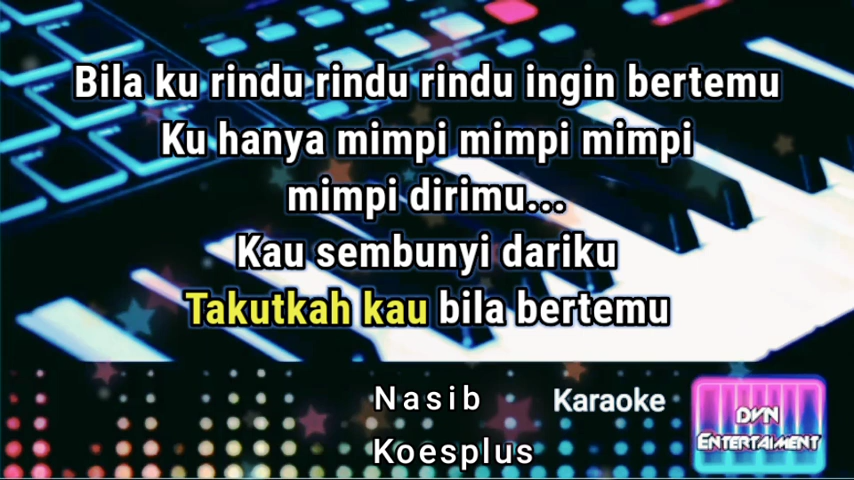 Bila ku rindu rindu rindu ingin bertemu
Ku hanya mimpi mimpi mimpi
mimpi dirimu...
Kau sembunyi dariku
Takutkah kau bila bertemu
Nasib
Karaoke
Koesplus
DVN
ENTERTAIMENT